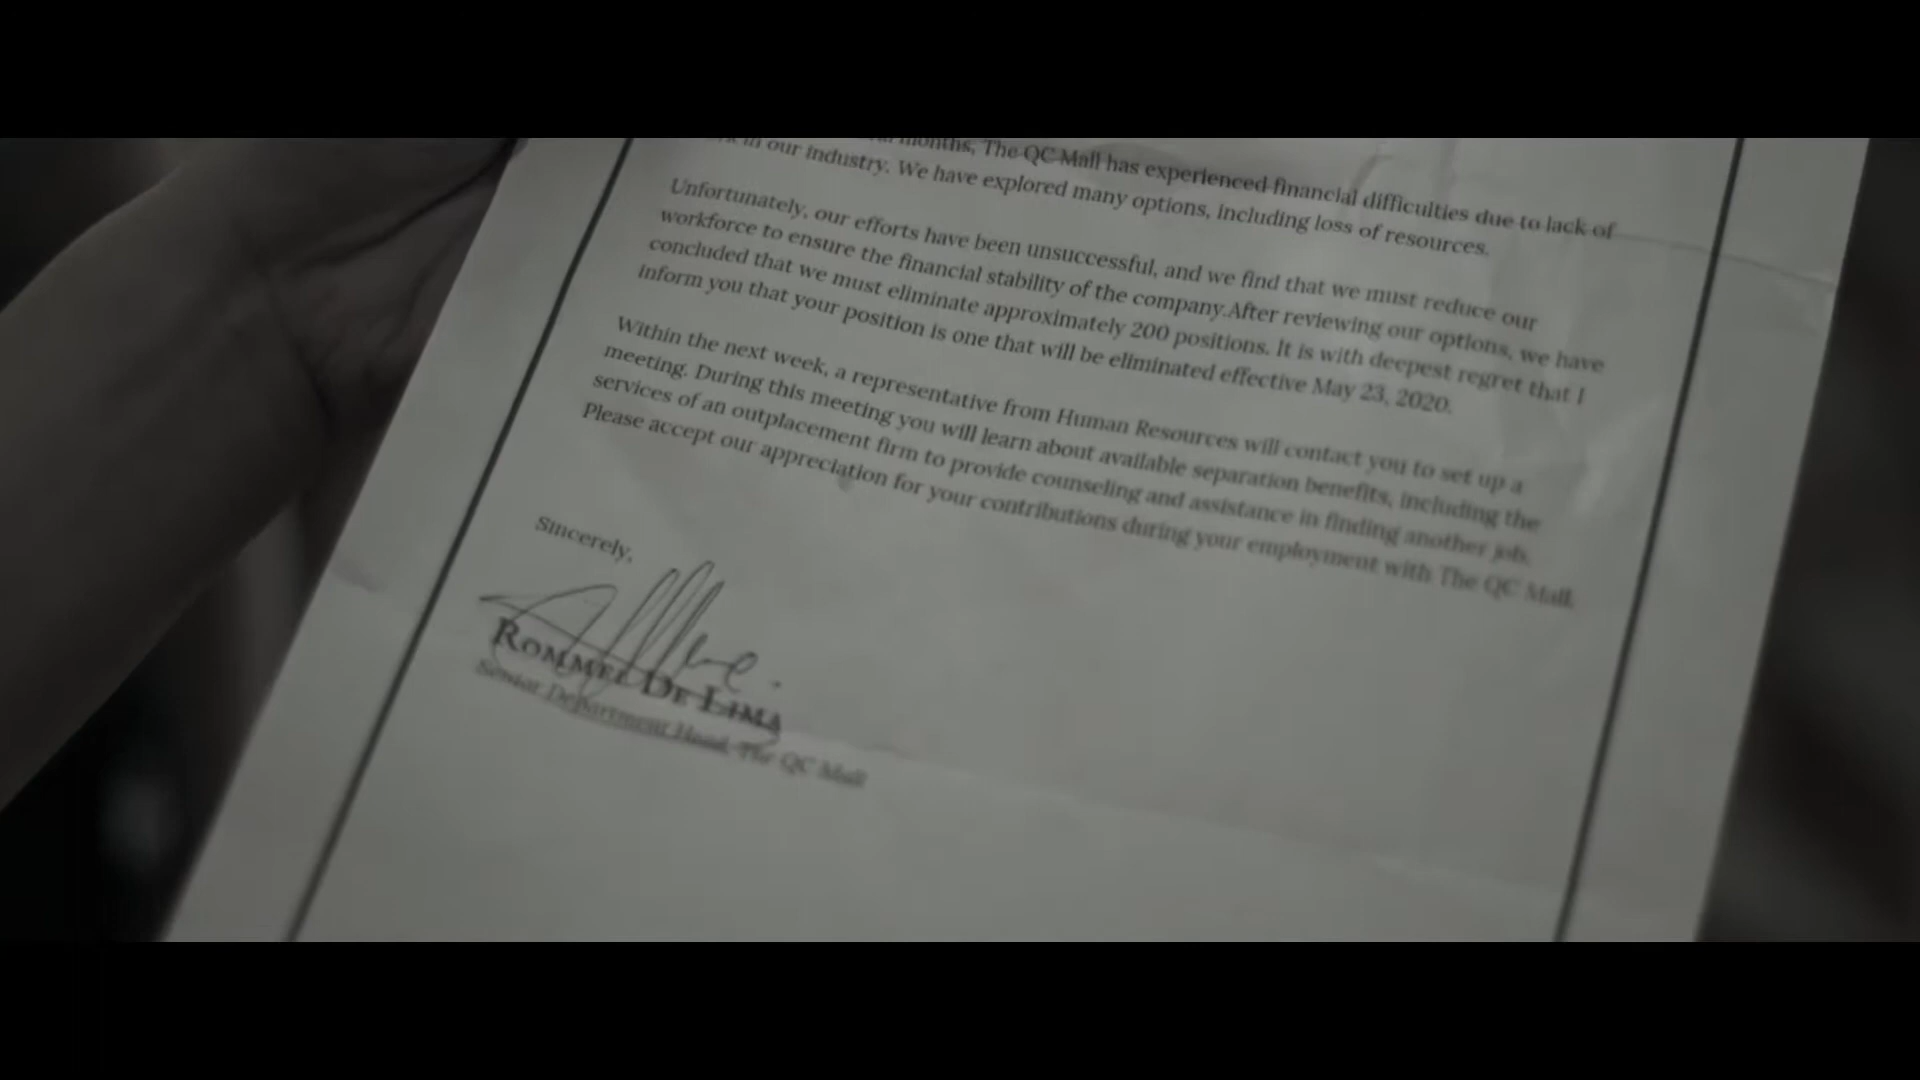 months, The QC Mall has experienced financial difficulties due to lack of
in our industry. We have explored many options, including loss of resources.
Unfortunately, our efforts have been unsuccessful, and we find that we must reduce our
workforce to ensure the financial stability of the company.After reviewing our options, we have
concluded that we must eliminate approximately 200 positions. It is with deepest regret that I
inform you that your position is one that will be eliminated effective May 23, 2020.
Within the next week, a representative from Human Resources will contact you to set up a
meeting. During this meeting you will learn about available separation benefits, including the
services of an outplacement firm to provide counseling and assistance in finding another job.
Please accept our appreciation for your contributions during your employment with The QC Mall.
Sincerely,
ROMMEL DE LIMA
Senior Department Head, The QC Mall